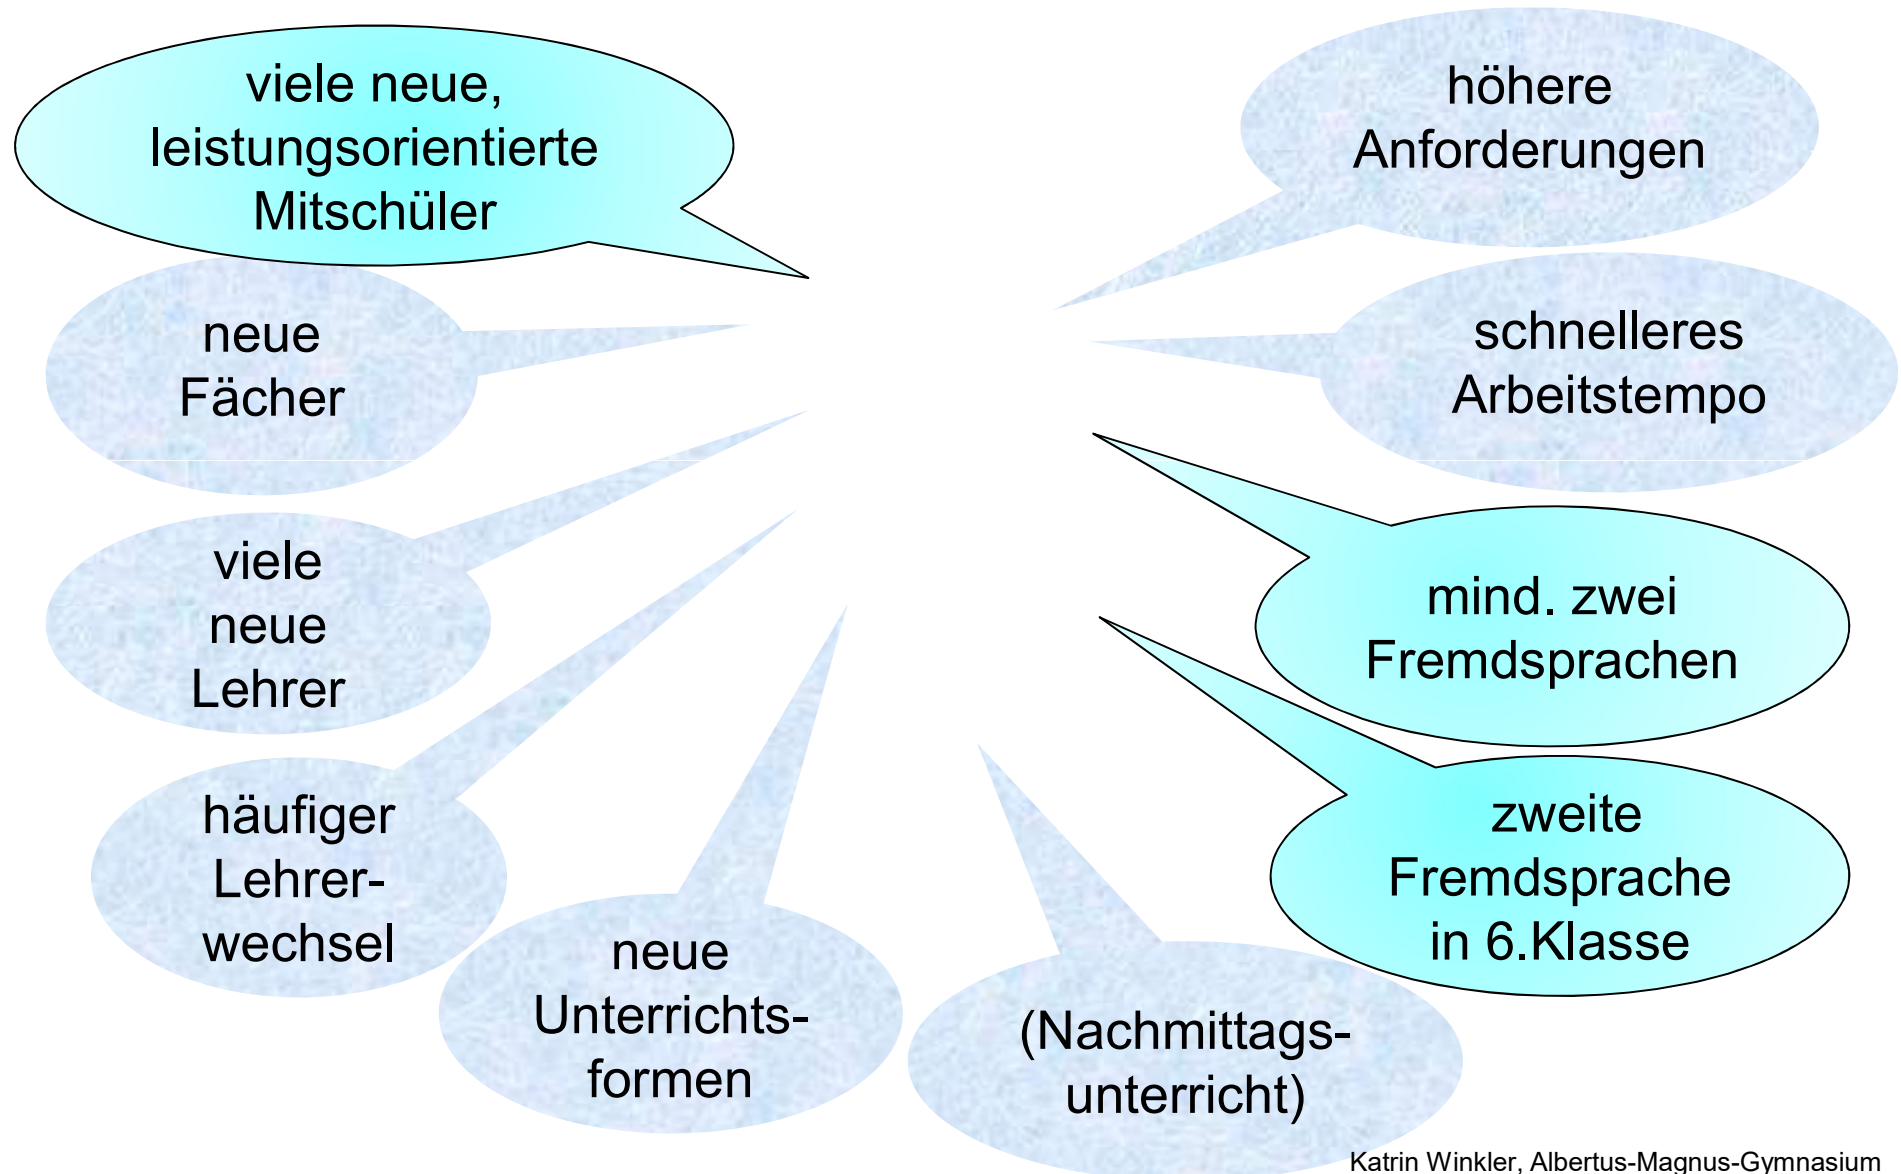 viele neue,
leistungsorientierte
Mitschüler
neue
Fächer
viele
neue
Lehrer
häufiger
Lehrer-
wechsel
neue
Unterrichts-
formen
(Nachmittags-
unterricht)
höhere
Anforderungen
schnelleres
Arbeitstempo
mind. zwei
Fremdsprachen
zweite
Fremdsprache
in 6.Klasse
Katrin Winkler, Albertus-Magnus-Gymnasium